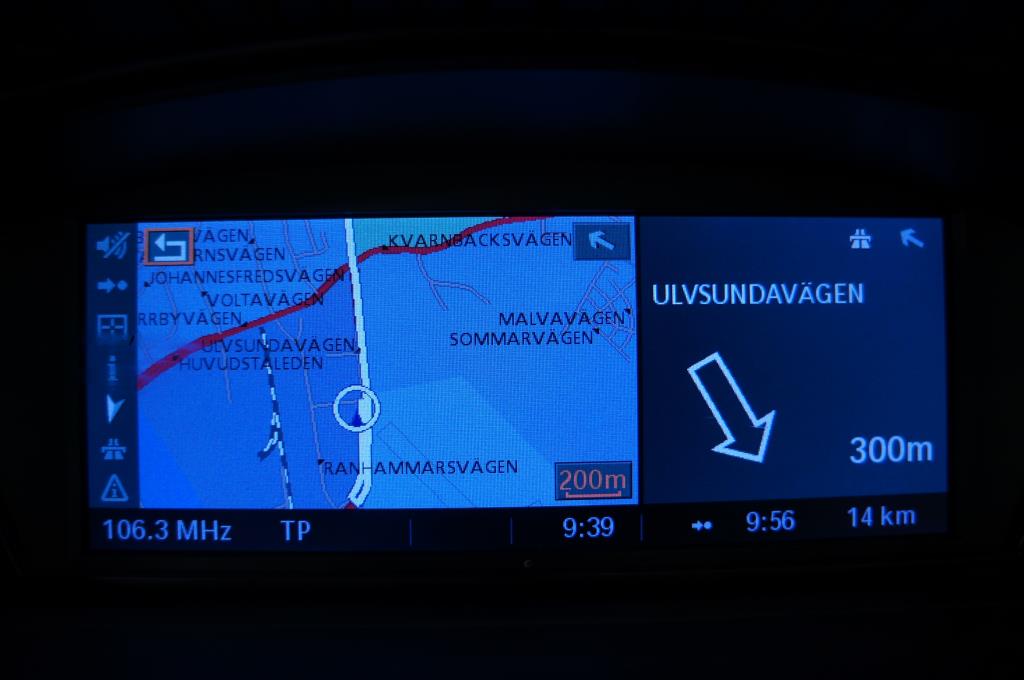 VÄGEN
RNSVÄGEN
KVARNBACKSVÄGEN
JOHANNESFREDSVÄGEN
VOLTAVÄGEN
RRBYVÄGEN
MALVAVÄGEN
SOMMARVÄGEN
ULVSUNDAVÄGEN
HUVUDSTALEDEN
RANHAMMARSVÄGEN
200m
ULVSUNDAVÄGEN
300m
106.3 MHz TP 9:39 9:56 14 km